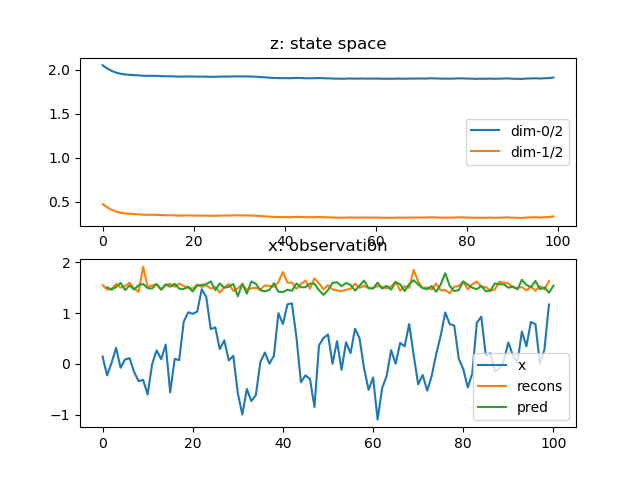 z: state space
2.0
1.5
1.0
0.5
dim-0/2
dim-1/2
0 20 40 60 80 100
x: observation
2
1
0
−1
x
recons
pred
0 20 40 60 80 100